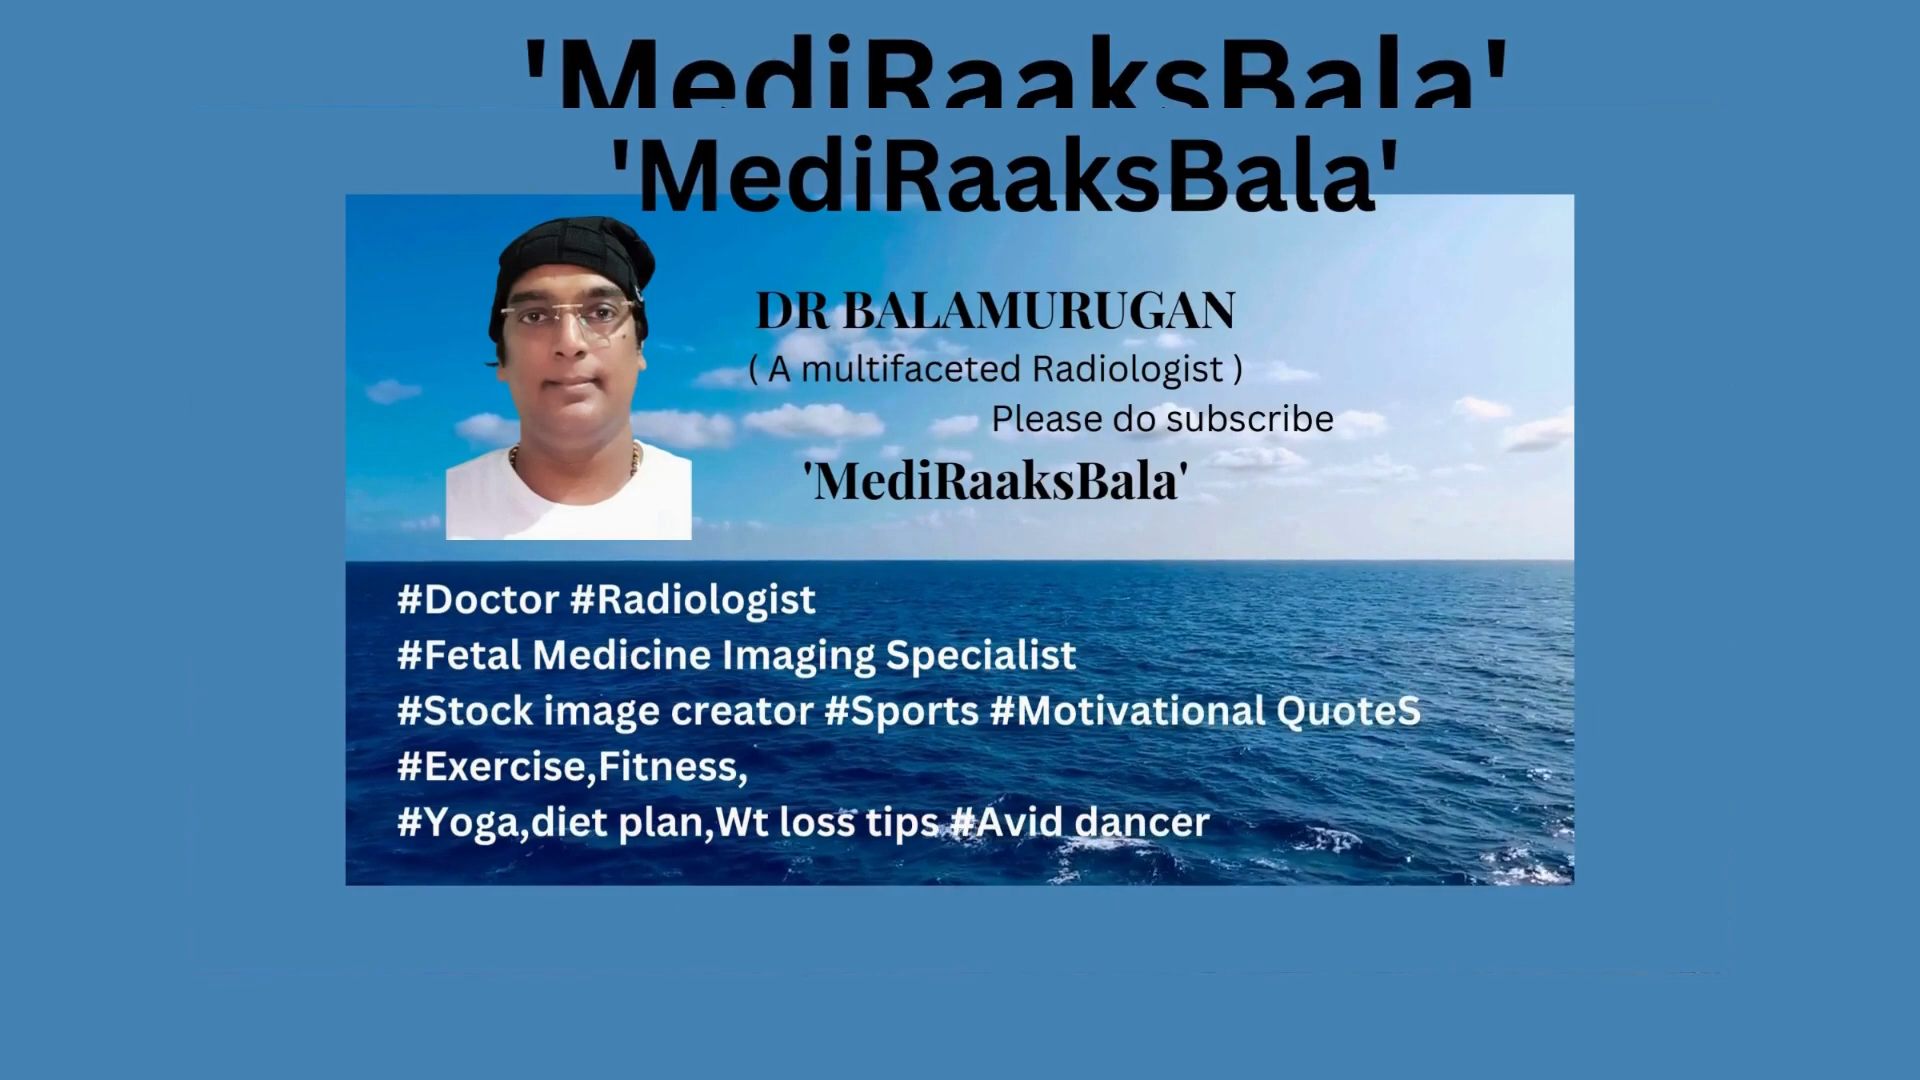 'MediRaaksBala'
'MediRaaksBala'
DR BALAMURUGAN
( A multifaceted Radiologist )
Please do subscribe
'MediRaaksBala'
#Doctor #Radiologist
#Fetal Medicine Imaging Specialist
#Stock image creator #Sports #Motivational QuoteS
#Exercise,Fitness,
#Yoga,diet plan,Wt loss tips #Avid dancer